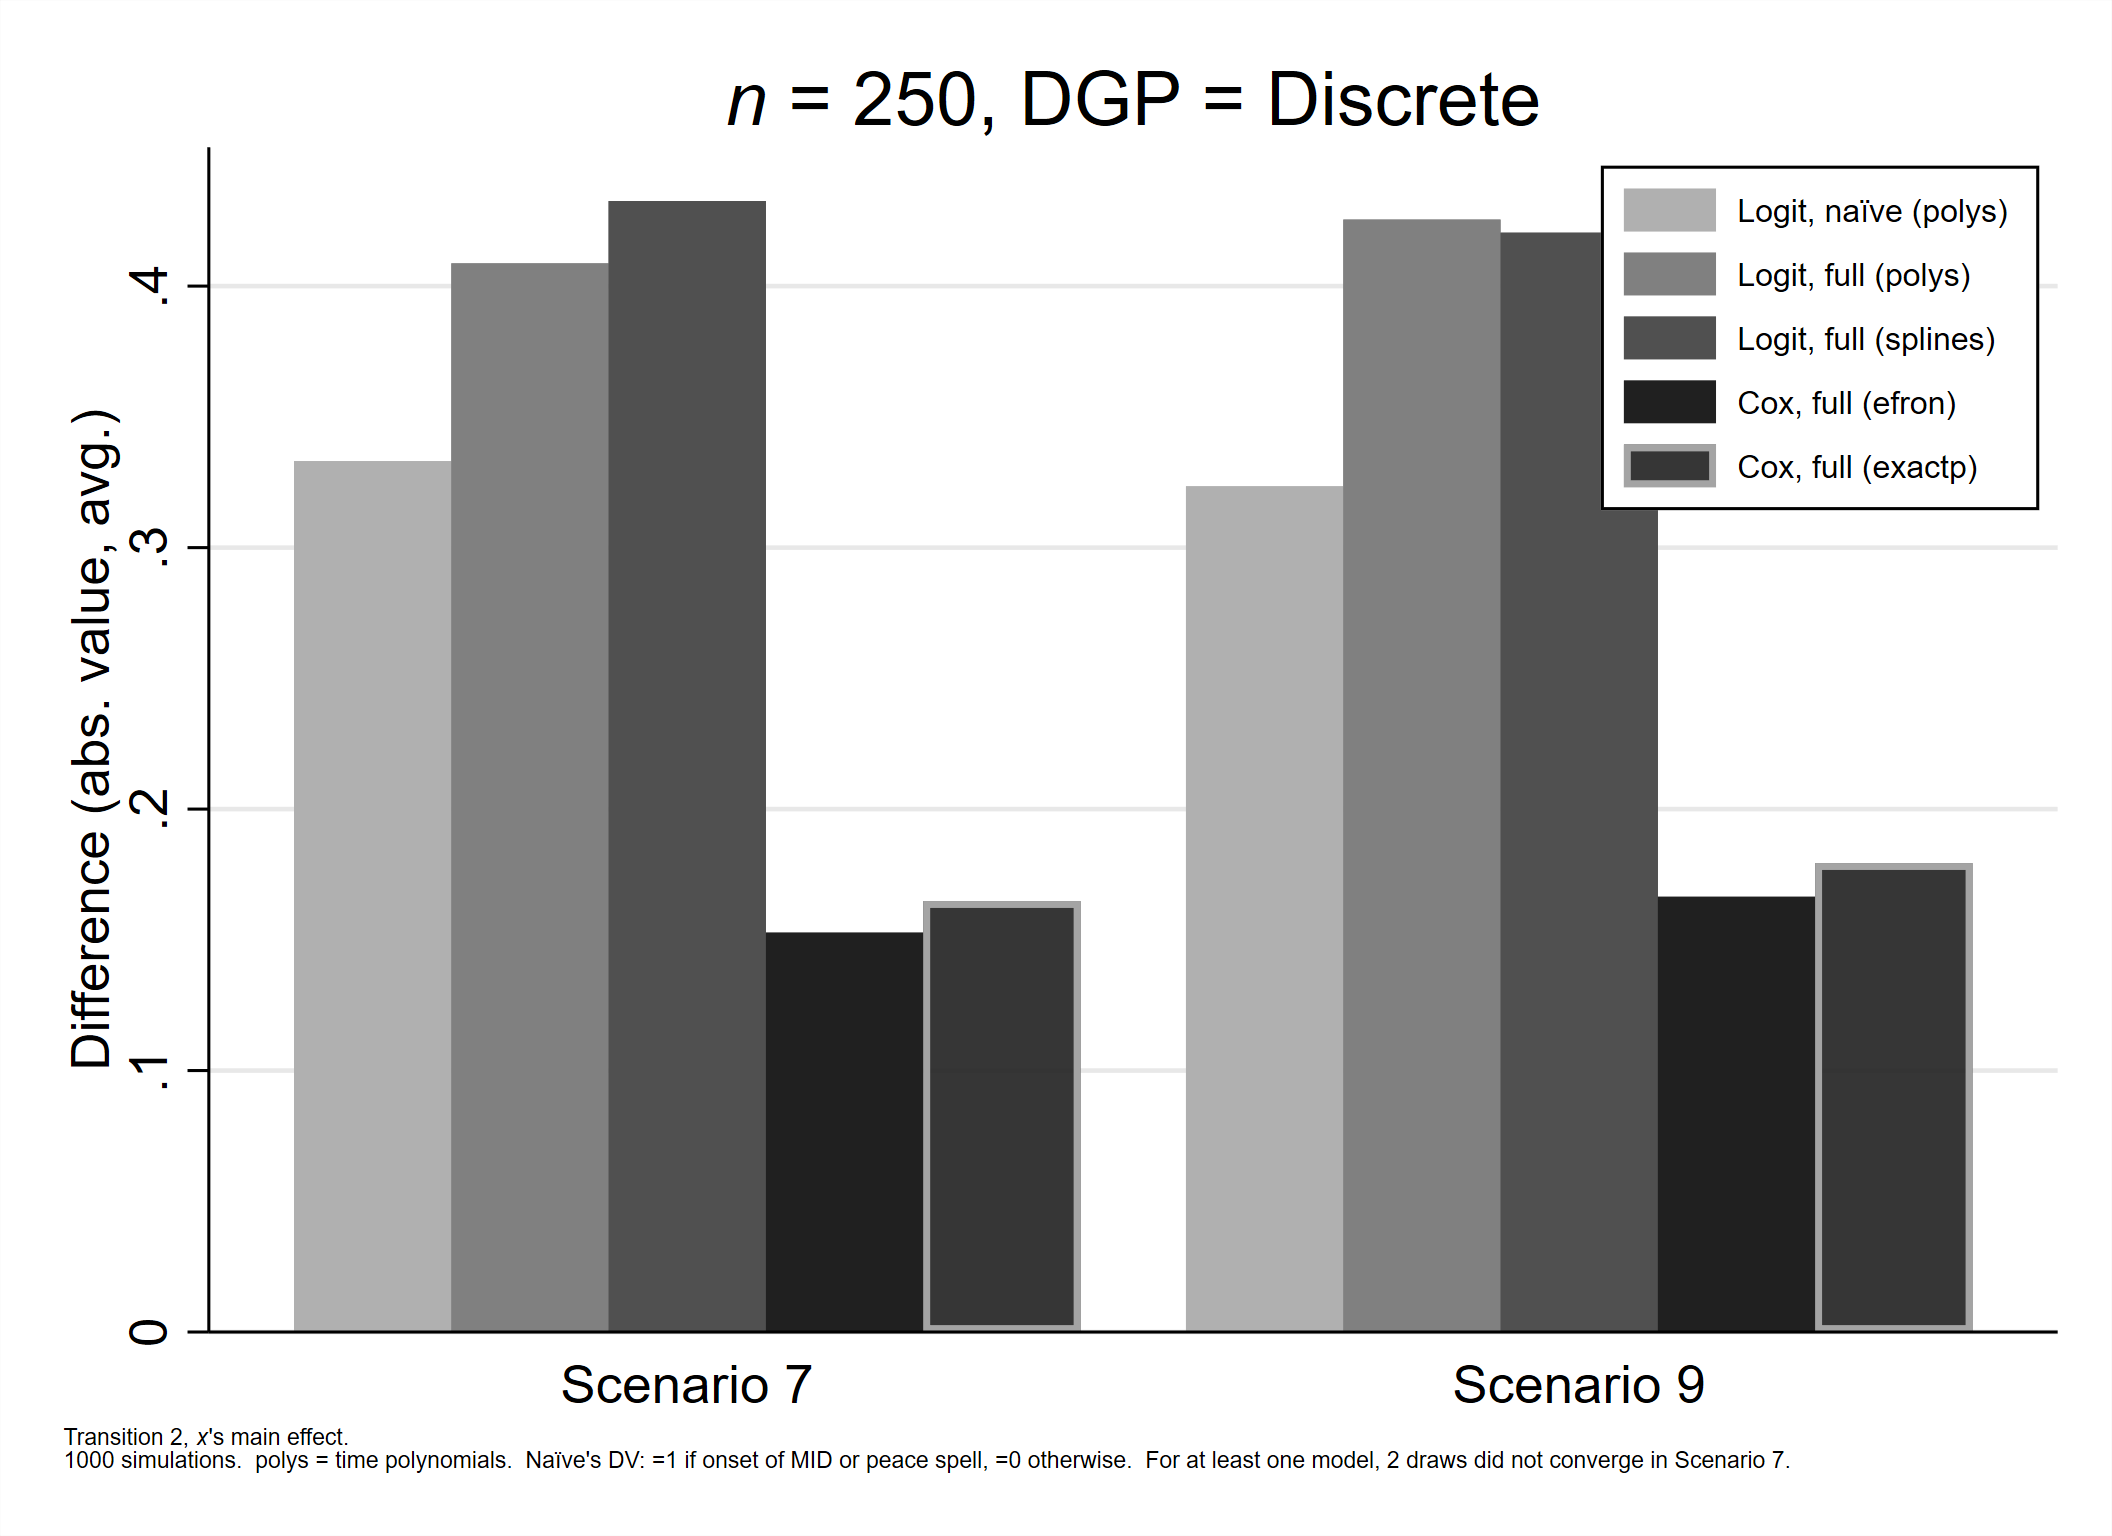 n = 250, DGP = Discrete
Difference (abs. value, avg.)
.4
.3
.2
.1
0
Logit, naïve (polys)
Logit, full (polys)
Logit, full (splines)
Cox, full (efron)
Cox, full (exactp)
Scenario 7
Scenario 9
Transition 2, x's main effect.
1000 simulations.  polys = time polynomials.  Naïve's DV: =1 if onset of MID or peace spell, =0 otherwise.  For at least one model, 2 draws did not converge in Scenario 7.